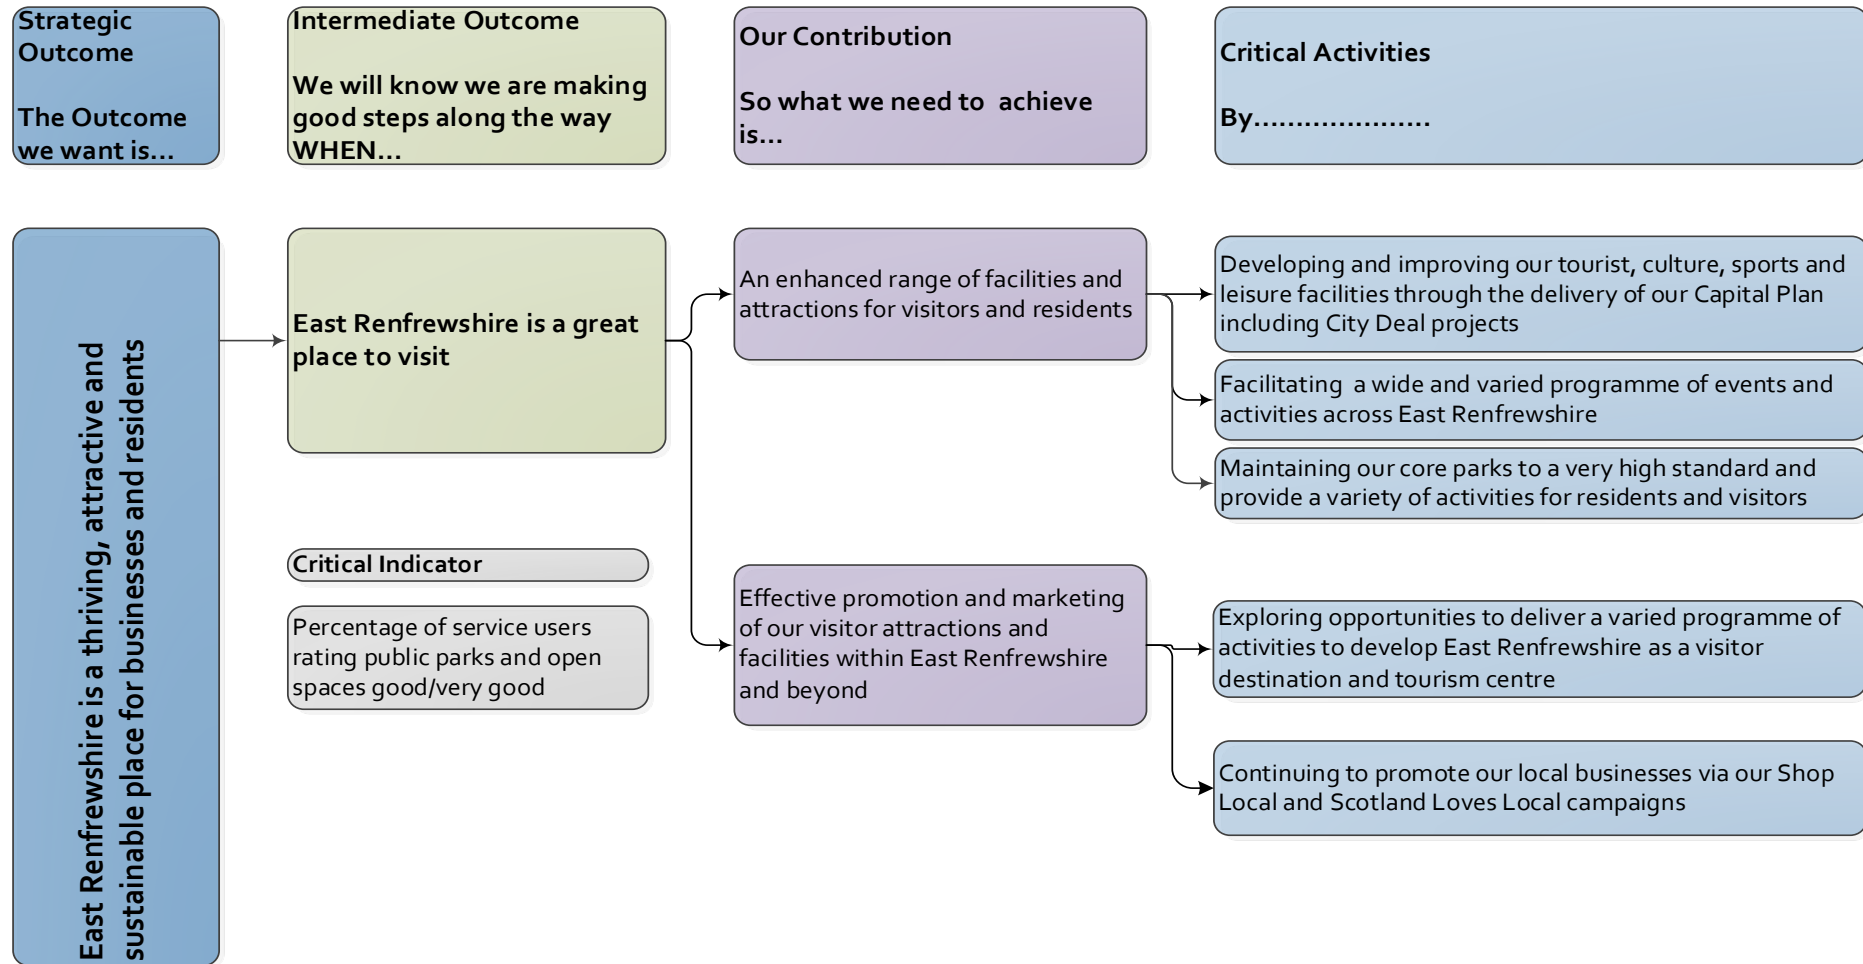 Strategic
Outcome
The Outcome
we want is...
Intermediate Outcome
We will know we are making
good steps along the way
WHEN...
Our Contribution
So what we need to  achieve
is...
Critical Activities
By.....................
East Renfrewshire is a thriving, attractive and
sustainable place for businesses and residents
East Renfrewshire is a great
place to visit
Critical Indicator
Percentage of service users
rating public parks and open
spaces good/very good
An enhanced range of facilities and
attractions for visitors and residents
Effective promotion and marketing
of our visitor attractions and
facilities within East Renfrewshire
and beyond
Developing and improving our tourist, culture, sports and
leisure facilities through the delivery of our Capital Plan
including City Deal projects
Facilitating  a wide and varied programme of events and
activities across East Renfrewshire
Maintaining our core parks to a very high standard and
provide a variety of activities for residents and visitors
Exploring opportunities to deliver a varied programme of
activities to develop East Renfrewshire as a visitor
destination and tourism centre
Continuing to promote our local businesses via our Shop
Local and Scotland Loves Local campaigns